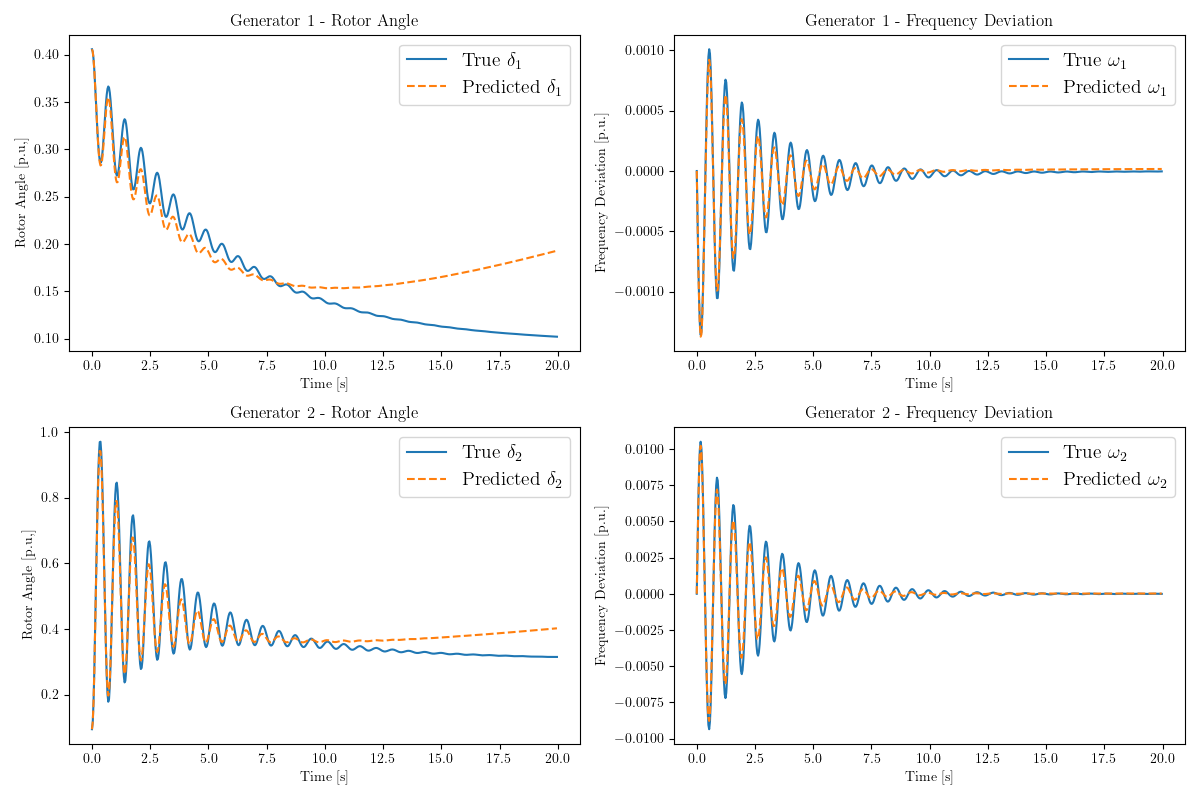 Generator 1 - Rotor Angle
Rotor Angle [p.u.]
0.40
0.35
0.30
0.25
0.20
0.15
0.10
True δ₁
Predicted δ₁
0.0 2.5 5.0 7.5 10.0 12.5 15.0 17.5 20.0
Time [s]
Generator 1 - Frequency Deviation
Frequency Deviation [p.u.]
0.0010
0.0005
0.0000
−0.0005
−0.0010
True ω₁
Predicted ω₁
0.0 2.5 5.0 7.5 10.0 12.5 15.0 17.5 20.0
Time [s]
Generator 2 - Rotor Angle
Rotor Angle [p.u.]
1.0
0.8
0.6
0.4
0.2
True δ₂
Predicted δ₂
0.0 2.5 5.0 7.5 10.0 12.5 15.0 17.5 20.0
Time [s]
Generator 2 - Frequency Deviation
Frequency Deviation [p.u.]
0.0100
0.0075
0.0050
0.0025
0.0000
−0.0025
−0.0050
−0.0075
−0.0100
True ω₂
Predicted ω₂
0.0 2.5 5.0 7.5 10.0 12.5 15.0 17.5 20.0
Time [s]